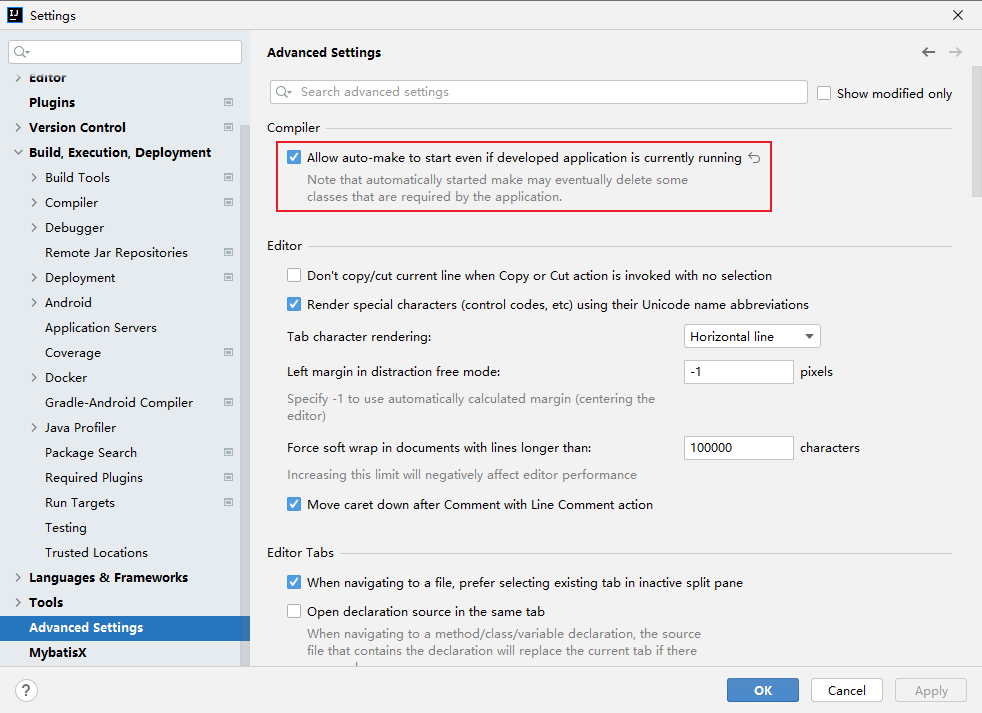 Settings
Editor
Plugins
Version Control
Build, Execution, Deployment
Build Tools
Compiler
Debugger
Remote Jar Repositories
Deployment
Android
Application Servers
Coverage
Docker
Gradle-Android Compiler
Java Profiler
Package Search
Required Plugins
Run Targets
Testing
Trusted Locations
Languages & Frameworks
Tools
Advanced Settings
MybatisX
Advanced Settings
Search advanced settings
Show modified only
Compiler
Allow auto-make to start even if developed application is currently running
Note that automatically started make may eventually delete some
classes that are required by the application.
Editor
Don't copy/cut current line when Copy or Cut action is invoked with no selection
Render special characters (control codes, etc) using their Unicode name abbreviations
Tab character rendering: Horizontal line
Left margin in distraction free mode: -1 pixels
Specify -1 to use automatically calculated margin (centering the
editor)
Force soft wrap in documents with lines longer than: 100000 characters
Increasing this limit will negatively affect editor performance
Move caret down after Comment with Line Comment action
Editor Tabs
When navigating to a file, prefer selecting existing tab in inactive split pane
Open declaration source in the same tab
When navigating to a method/class/variable declaration, the source
file that contains the declaration will replace the current tab if there
?
OK
Cancel
Apply